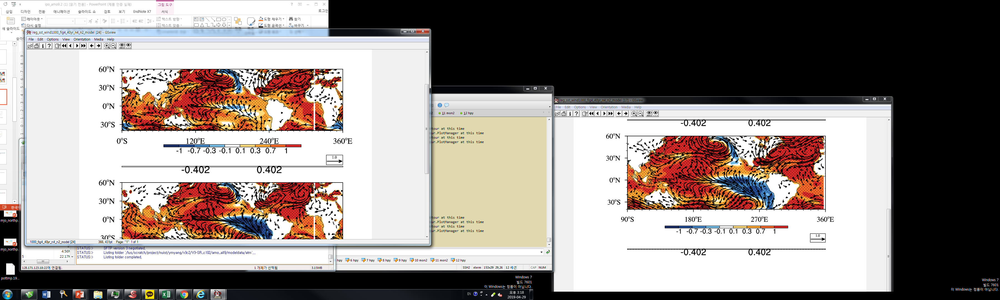 ipo_amo9.2 (1) [읽기 전용] - PowerPoint (제품 인증 실패)
그림 도구
삽입 디자인 전환 애니메이션 슬라이드 쇼 검토 보기 EndNote X7 서식
로그인
새 슬라이드
레이아웃
다시 설정
텍스트 방향
텍스트 맞춤
도형 채우기
도형 윤곽선
찾기
바꾸기
reg_sst_wind1000_fig4_40yr_n4_n2_model [24] - GSview
File Edit Options View Orientation Media Help
60°N
30°N
0°N
30°S
0°S 120°E 240°E 360°E
-1 -0.7 -0.3 -0.1 0.1 0.3 0.7 1
1.0
-0.402 0.402
60°N
30°N
0°N
30°S
...1000_fig4_40yr_n4_n2_model [24] 366, 431pt Page: "1" 1 of 1
11 mon2 12 hpy
tour at this time
ur.PlotManager at this time
tour at this time
ur.PlotManager at this time
tour at this time
ur.PlotManager at this time
tour at this time
ur.PlotManager at this time
hpy 6 hpy 7 hpy 8 hpy 9 hpy 10 mon2 11 mon2 12 hpy
SSH2 xterm 153x29 29,26 12 세션 CAP NUM
reg_sst_wind1000_fig4_40yr_n4_n2_model [17] - GSview
File Edit Options View Orientation Media Help
-0.402 0.402
60°N
30°N
0°N
30°S
90°S 180°E 270°E 360°E
-1 -0.7 -0.3 -0.1 0.1 0.3 0.7 1
1.0
-0.402 0.402
한국어
mjo_northp...
mjo_northp...
pottmp.19...
4.56M
5 22.17M
STATUS:> SFTP version 3 negotiated.
STATUS:> Listing folder '/lus/scratch/project/nuist/ymyang/v3c2/V3-SR_c102/amo_all9/modeldata/atm'...
STATUS:> Listing folder completed.
128.171.123.18:22에 연결됨. 1 개체가 선택됨 3.15MB
Windows 7
빌드 7601
이 Windows는 정품이 아닙니다.
Windows 7
빌드 7601
이 Windows는 정품이 아닙니다.
TALK
EN
오후 3:18
2019-04-29